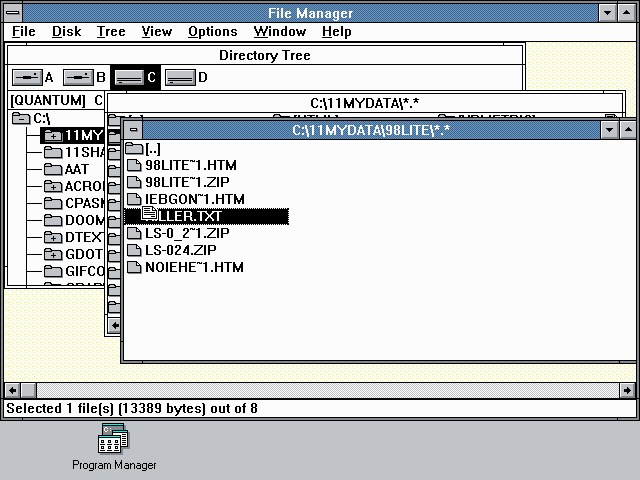 File Manager
File Disk Tree View Options Window Help
Directory Tree
A B C D
[QUANTUM] C
C:\11MYDATA\*.*
C:\
C:\11MYDATA\98LITE\*.*
11MY
11SHA
AAT
ACRO
CPAS
DOOM
DTEX
GDOT
GIFCO
[..]
98LITE~1.HTM
98LITE~1.ZIP
IEBGON~1.HTM
LLER.TXT
LS-0_2~1.ZIP
LS-024.ZIP
NOIEHE~1.HTM
Selected 1 file(s) (13389 bytes) out of 8
Program Manager